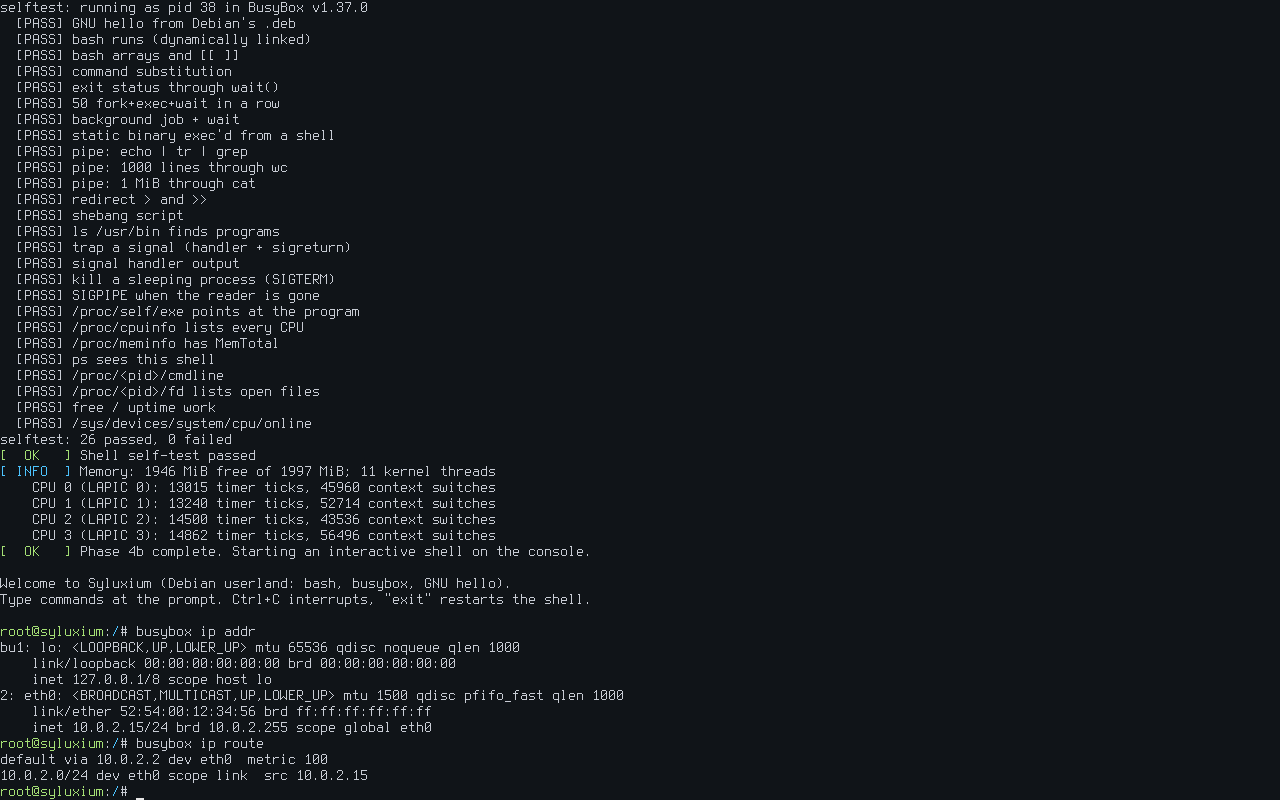 selftest: running as pid 38 in BusyBox v1.37.0
  [PASS] GNU hello from Debian's .deb
  [PASS] bash runs (dynamically linked)
  [PASS] bash arrays and [[ ]]
  [PASS] command substitution
  [PASS] exit status through wait()
  [PASS] 50 fork+exec+wait in a row
  [PASS] background job + wait
  [PASS] static binary exec'd from a shell
  [PASS] pipe: echo | tr | grep
  [PASS] pipe: 1000 lines through wc
  [PASS] pipe: 1 MiB through cat
  [PASS] redirect > and >>
  [PASS] shebang script
  [PASS] ls /usr/bin finds programs
  [PASS] trap a signal (handler + sigreturn)
  [PASS] signal handler output
  [PASS] kill a sleeping process (SIGTERM)
  [PASS] SIGPIPE when the reader is gone
  [PASS] /proc/self/exe points at the program
  [PASS] /proc/cpuinfo lists every CPU
  [PASS] /proc/meminfo has MemTotal
  [PASS] ps sees this shell
  [PASS] /proc/<pid>/cmdline
  [PASS] /proc/<pid>/fd lists open files
  [PASS] free / uptime work
  [PASS] /sys/devices/system/cpu/online
selftest: 26 passed, 0 failed
[  OK   ] Shell self-test passed
[ INFO  ] Memory: 1946 MiB free of 1997 MiB; 11 kernel threads
    CPU 0 (LAPIC 0): 13015 timer ticks, 45960 context switches
    CPU 1 (LAPIC 1): 13240 timer ticks, 52714 context switches
    CPU 2 (LAPIC 2): 14500 timer ticks, 43536 context switches
    CPU 3 (LAPIC 3): 14862 timer ticks, 56496 context switches
[  OK   ] Phase 4b complete. Starting an interactive shell on the console.

Welcome to Syluxium (Debian userland: bash, busybox, GNU hello).
Type commands at the prompt. Ctrl+C interrupts, "exit" restarts the shell.

root@syluxium:/# busybox ip addr
bu1: lo: <LOOPBACK,UP,LOWER_UP> mtu 65536 qdisc noqueue qlen 1000
    link/loopback 00:00:00:00:00:00 brd 00:00:00:00:00:00
    inet 127.0.0.1/8 scope host lo
2: eth0: <BROADCAST,MULTICAST,UP,LOWER_UP> mtu 1500 qdisc pfifo_fast qlen 1000
    link/ether 52:54:00:12:34:56 brd ff:ff:ff:ff:ff:ff
    inet 10.0.2.15/24 brd 10.0.2.255 scope global eth0
root@syluxium:/# busybox ip route
default via 10.0.2.2 dev eth0  metric 100
10.0.2.0/24 dev eth0 scope link  src 10.0.2.15
root@syluxium:/#